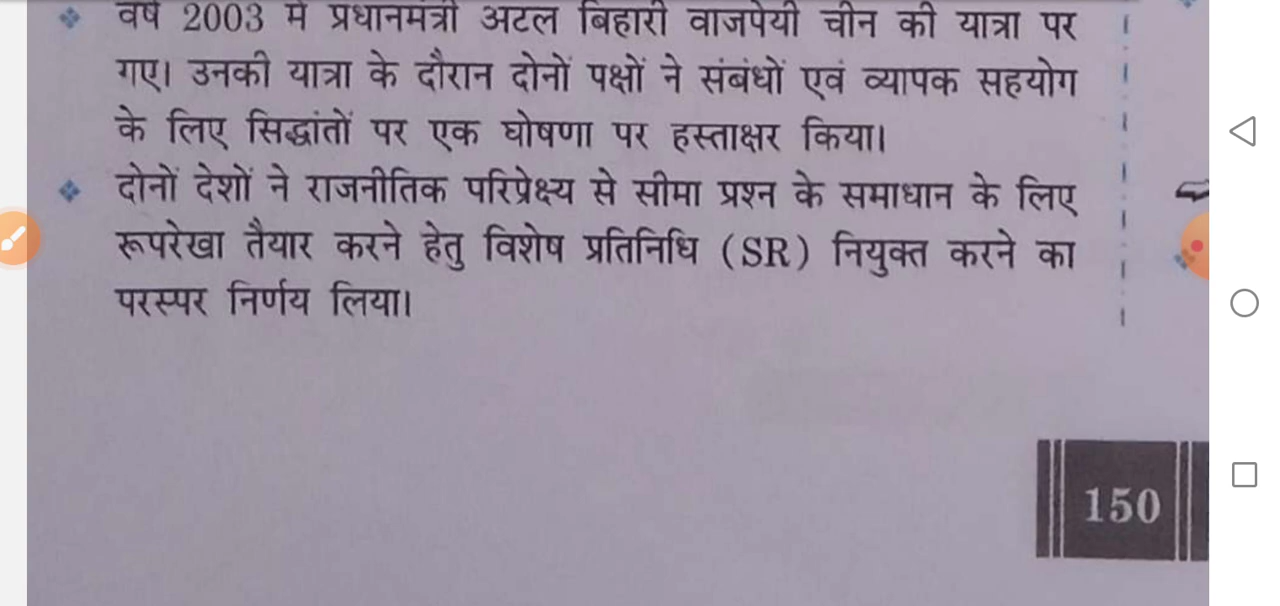 वर्ष 2003 में प्रधानमंत्री अटल बिहारी वाजपेयी चीन की यात्रा पर
गए। उनकी यात्रा के दौरान दोनों पक्षों ने संबंधों एवं व्यापक सहयोग
के लिए सिद्धांतों पर एक घोषणा पर हस्ताक्षर किया।
दोनों देशों ने राजनीतिक परिप्रेक्ष्य से सीमा प्रश्न के समाधान के लिए
रूपरेखा तैयार करने हेतु विशेष प्रतिनिधि (SR) नियुक्त करने का
परस्पर निर्णय लिया।
150